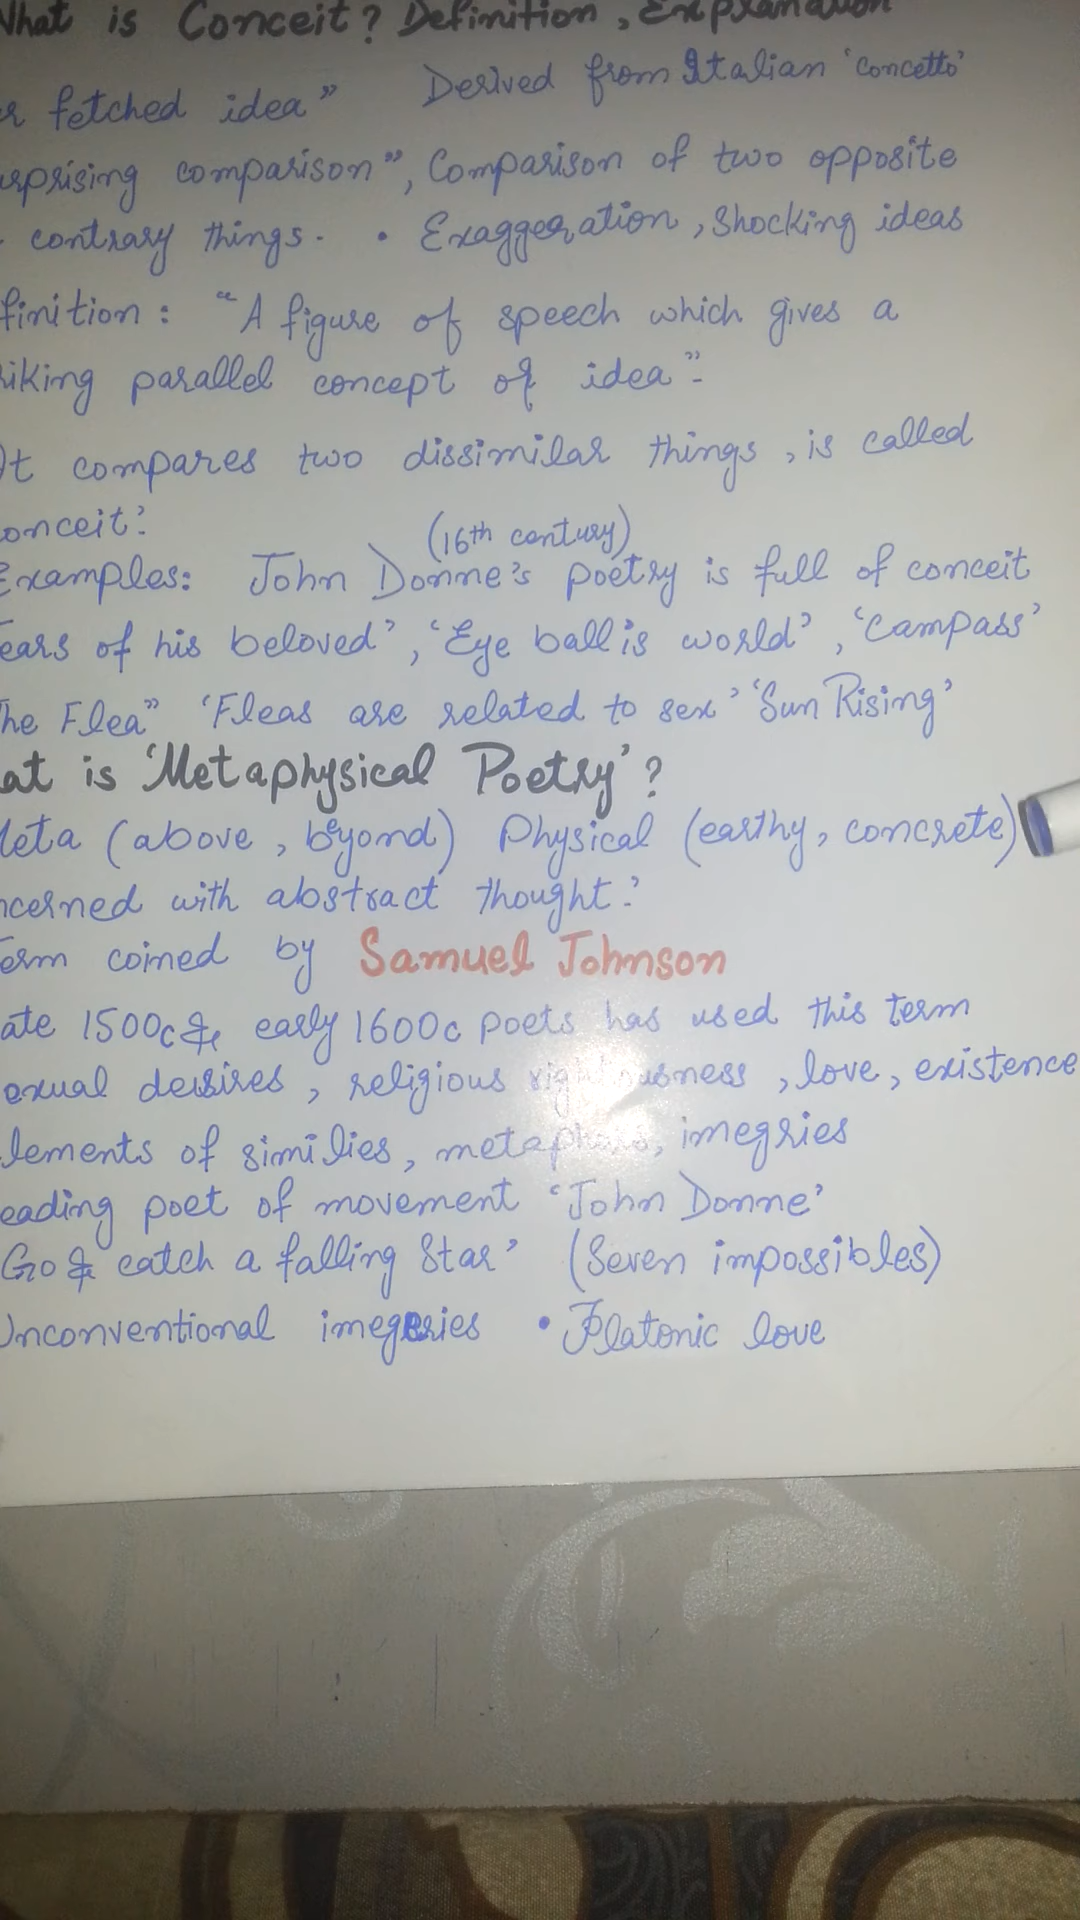 What is Conceit? Definition, Explanation
fetched idea” Derived from Italian ‘concetto’
comparison”, Comparison of two opposite
contrary things. • Exaggeration, Shocking ideas
finition: “A figure of speech which gives a
riking parallel concept of idea”
It compares two dissimilar things, is called
onceit:
(16th century)
Examples: John Donne's poetry is full of conceit
ears of his beloved’, ‘Eye ball is world’, ‘Campass’
The Flea” ‘Fleas are related to sex’ ‘Sun Rising’
at is ‘Metaphysical Poetry’?
Meta (above, beyond) Physical (earthy, concrete)
ncerned with abstract thought.
erm coined by Samuel Johnson
ate 1500c & early 1600c poets has used this term
exual desires, religious righteousness, love, existence
lements of similies, metaphors, imegries
eading poet of movement ‘John Donne’
Go & catch a falling Star’ (Seven impossibles)
Unconventional imegeries • Platonic love